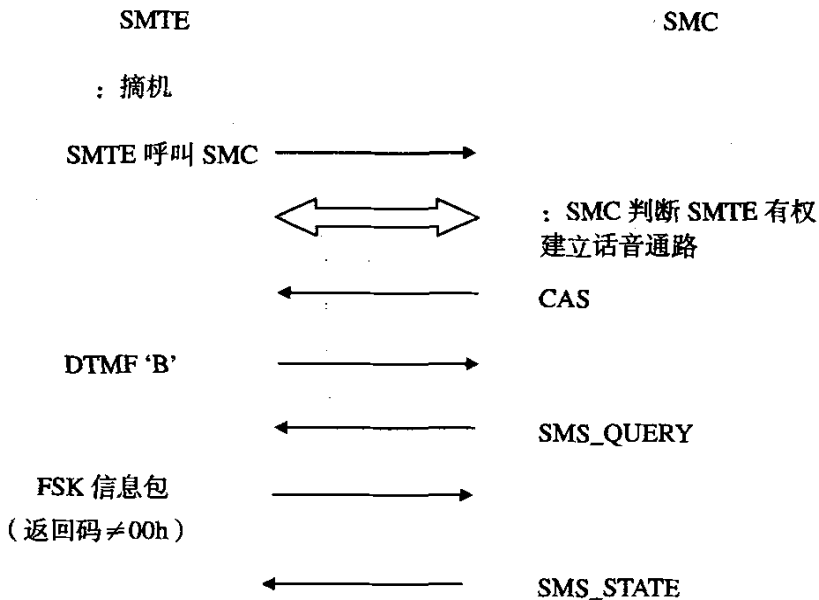 SMTE SMC
：摘机
SMTE 呼叫 SMC
：SMC 判断 SMTE 有权
建立话音通路
CAS
DTMF ‘B’
SMS_QUERY
FSK 信息包
（返回码≠00h）
SMS_STATE